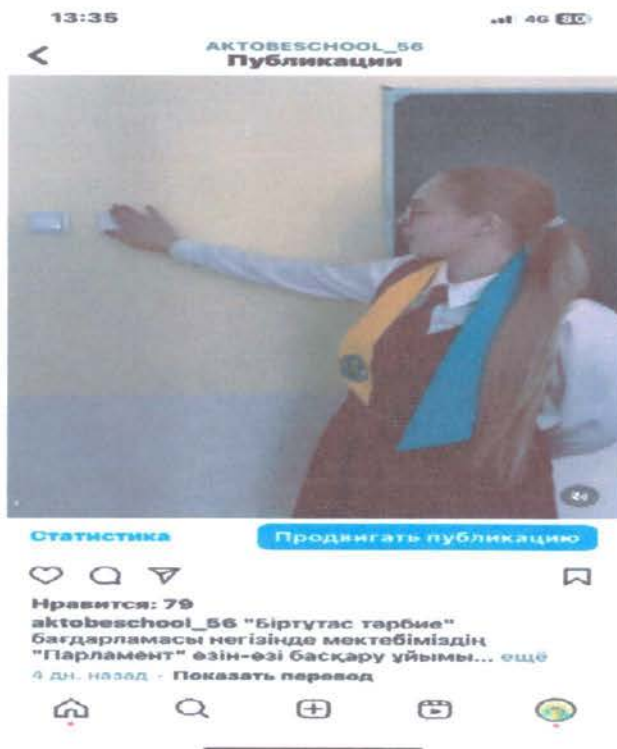 13:35
4G 80
AKTOBESCHOOL_56
Публикации
Статистика
Продвигать публикацию
Нравится: 79
aktobeschool_56 "Біртұтас тәрбие"
бағдарламасы негізінде мектебіміздің
"Парламент" өзін-өзі басқару ұйымы... ещё
4 дн. назад · Показать перевод